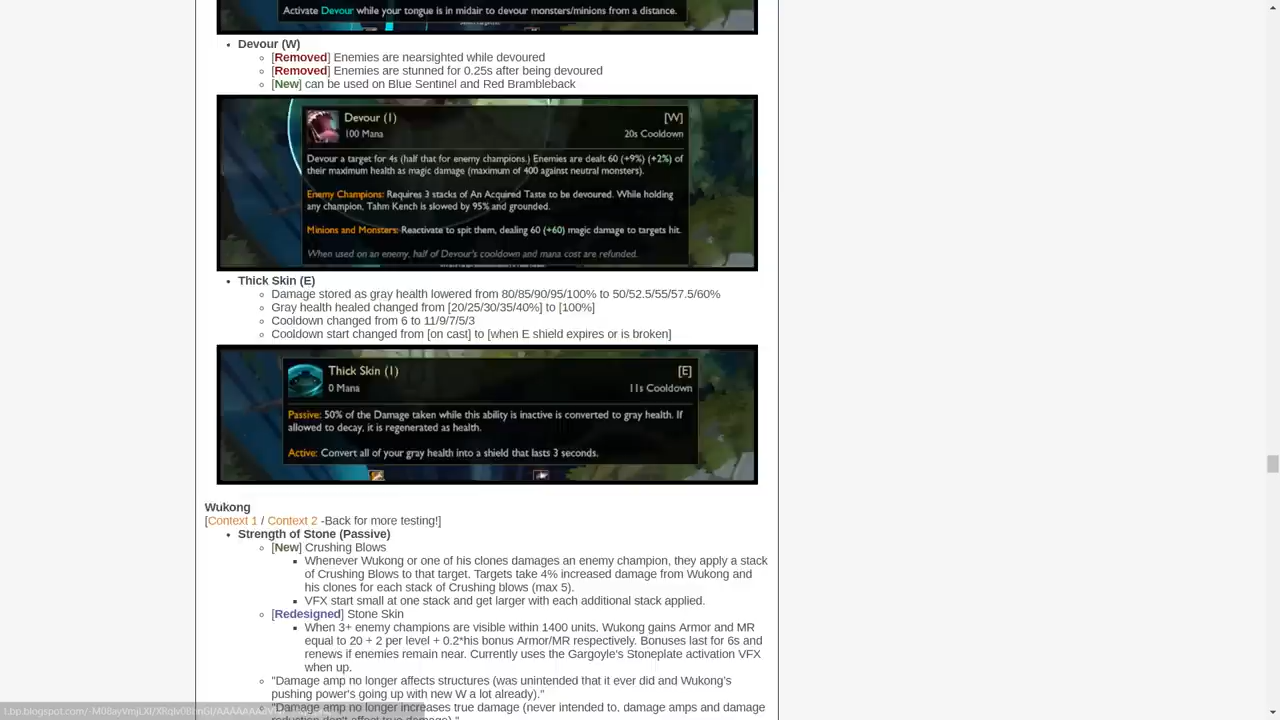 Activate Devour while your tongue is in midair to devour monsters/minions from a distance.
Devour (W)
[Removed] Enemies are nearsighted while devoured
[Removed] Enemies are stunned for 0.25s after being devoured
[New] can be used on Blue Sentinel and Red Brambleback
Devour (1) [W]
100 Mana 20s Cooldown
Devour a target for 4s (half that for enemy champions.) Enemies are dealt 60 (+9%) (+2%) of
their maximum health as magic damage (maximum of 400 against neutral monsters).
Enemy Champions: Requires 3 stacks of An Acquired Taste to be devoured. While holding
any champion, Tahm Kench is slowed by 95% and grounded.
Minions and Monsters: Reactivate to spit them, dealing 60 (+60) magic damage to targets hit.
When used on an enemy, half of Devour's cooldown and mana cost are refunded.
Thick Skin (E)
Damage stored as gray health lowered from 80/85/90/95/100% to 50/52.5/55/57.5/60%
Gray health healed changed from [20/25/30/35/40%] to [100%]
Cooldown changed from 6 to 11/9/7/5/3
Cooldown start changed from [on cast] to [when E shield expires or is broken]
Thick Skin (1) [E]
0 Mana 11s Cooldown
Passive: 50% of the Damage taken while this ability is inactive is converted to gray health. If
allowed to decay, it is regenerated as health.
Active: Convert all of your gray health into a shield that lasts 3 seconds.
Wukong
[Context 1 / Context 2 -Back for more testing!]
Strength of Stone (Passive)
[New] Crushing Blows
Whenever Wukong or one of his clones damages an enemy champion, they apply a stack
of Crushing Blows to that target. Targets take 4% increased damage from Wukong and
his clones for each stack of Crushing blows (max 5).
VFX start small at one stack and get larger with each additional stack applied.
[Redesigned] Stone Skin
When 3+ enemy champions are visible within 1400 units, Wukong gains Armor and MR
equal to 20 + 2 per level + 0.2*his bonus Armor/MR respectively. Bonuses last for 6s and
renews if enemies remain near. Currently uses the Gargoyle's Stoneplate activation VFX
when up.
"Damage amp no longer affects structures (was unintended that it ever did and Wukong's
pushing power's going up with new W a lot already)."
"Damage amp no longer increases true damage (never intended to, damage amps and damage
reduction don't affect true damage)."